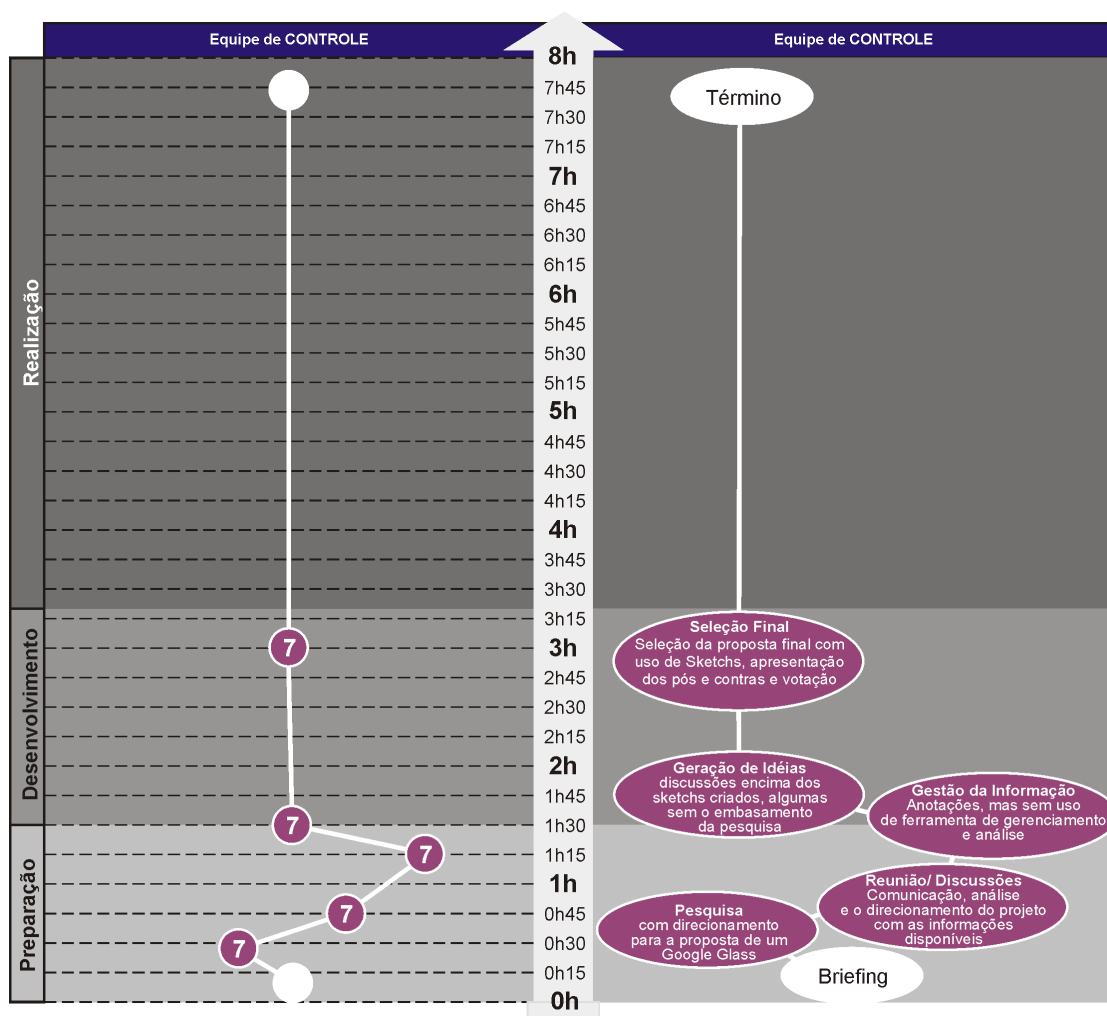 Equipe de CONTROLE
Equipe de CONTROLE
Realização
Desenvolvimento
Preparação
8h
7h45
7h30
7h15
7h
6h45
6h30
6h15
6h
5h45
5h30
5h15
5h
4h45
4h30
4h15
4h
3h45
3h30
3h15
3h
2h45
2h30
2h15
2h
1h45
1h30
1h15
1h
0h45
0h30
0h15
0h
7
7
7
7
7
Término
Seleção Final
Seleção da proposta final com
uso de Sketchs, apresentação
dos pós e contras e votação
Geração de Idéias
discussões encima dos
sketchs criados, algumas
sem o embasamento
da pesquisa
Gestão da Informação
Anotações, mas sem uso
de ferramenta de gerenciamento
e análise
Reunião/ Discussões
Comunicação, análise
e o direcionamento do projeto
com as informações
disponíveis
Pesquisa
com direcionamento
para a proposta de um
Google Glass
Briefing